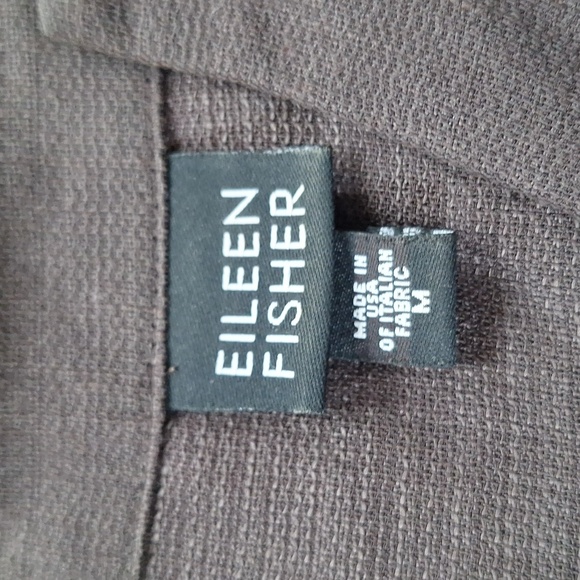 EILEEN
FISHER
MADE IN
USA
OF ITALIAN
FABRIC
M